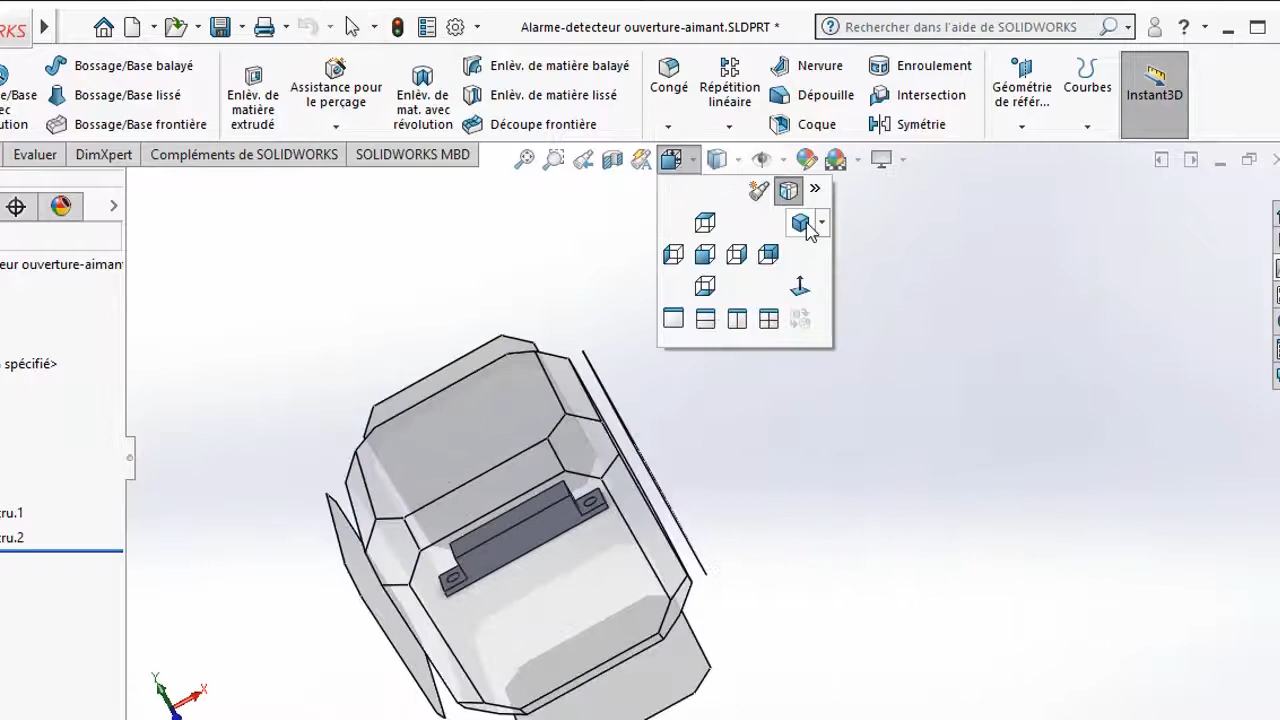 RKS
Alarme-detecteur ouverture-aimant.SLDPRT *
Rechercher dans l'aide de SOLIDWORKS
?
Bossage/Base balayé
Bossage/Base lissé
Bossage/Base frontière
e/Bas
ec
ution
Enlèv. de
matière
extrudé
Assistance pour
le perçage
Enlèv. de
mat. avec
révolution
Enlèv. de matière balayé
Enlèv. de matière lissé
Découpe frontière
Congé
Répétition
linéaire
Nervure
Dépouille
Coque
Enroulement
Intersection
Symétrie
Géométrie
de référ...
Courbes
Instant3D
Evaluer
DimXpert
Compléments de SOLIDWORKS
SOLIDWORKS MBD
eur ouverture-aimant
spécifié>
ru.1
ru.2
Y
X